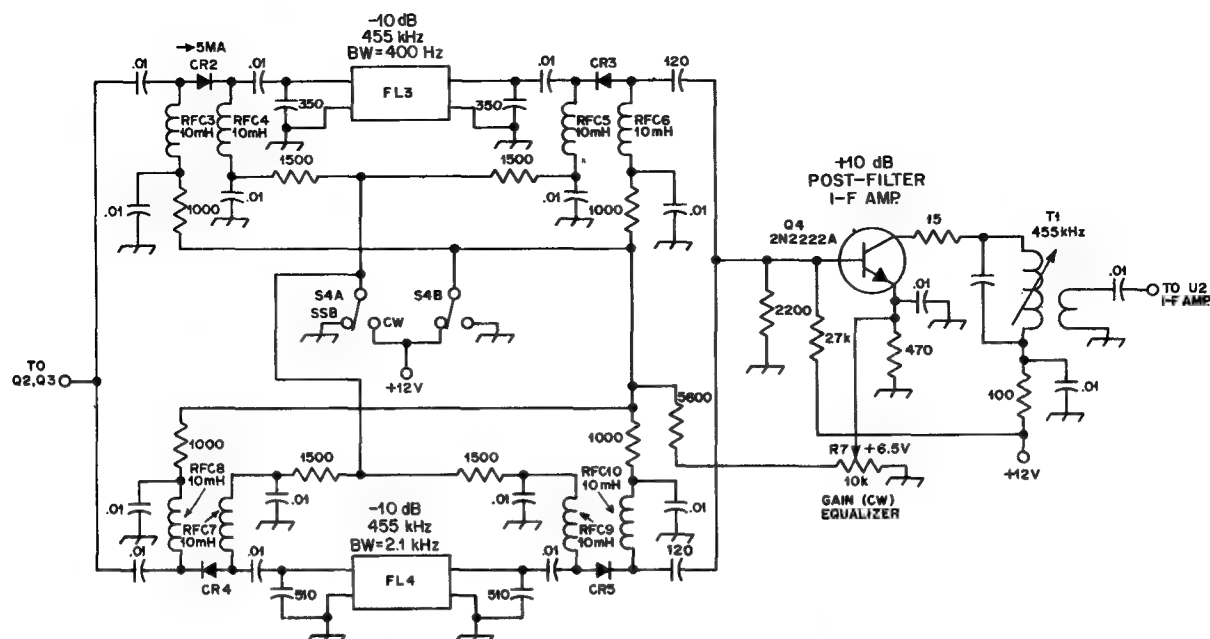 -10 dB
455 kHz
BW=400 Hz
→5MA
.01
CR2
.01
FL3
.01
CR3
120
350
350
RFC3
10mH
RFC4
10mH
RFC5
10mH
RFC6
10mH
1500
1500
.01
1000
.01
.01
1000
.01
+10 dB
POST-FILTER
I-F AMP.
Q4
2N2222A
15
T1
455kHz
.01
.01
TO U2
I-F AMP.
S4A
S4B
SSB
CW
+12V
2200
27k
470
100
.01
TO
Q2,Q3
5600
R7
+6.5V
10k
GAIN (CW)
EQUALIZER
+12V
1000
1000
RFC8
10mH
1500
1500
RFC10
10mH
.01
.01
.01
.01
RFC7
10mH
RFC9
10mH
-10 dB
455 kHz
BW=2.1 kHz
.01
CR4
.01
FL4
.01
CR5
120
510
510